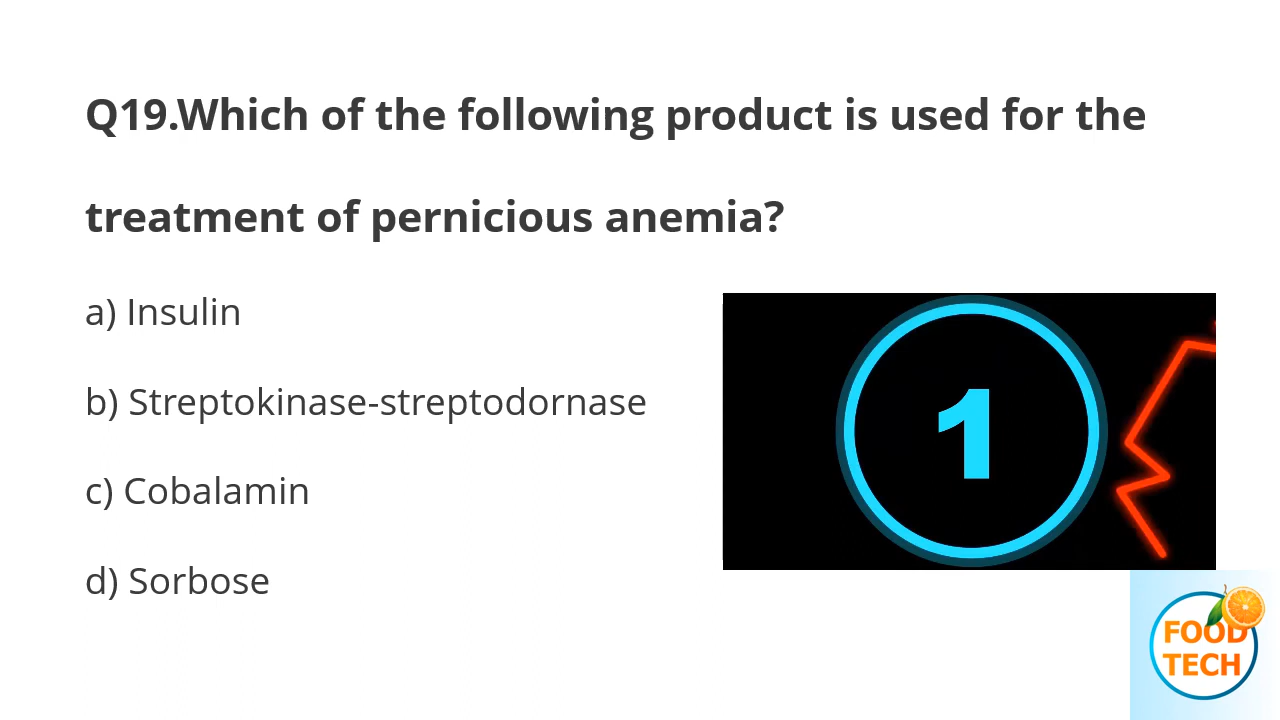 Q19.Which of the following product is used for the
treatment of pernicious anemia?
a) Insulin
b) Streptokinase-streptodornase
c) Cobalamin
d) Sorbose
1
FOOD
TECH